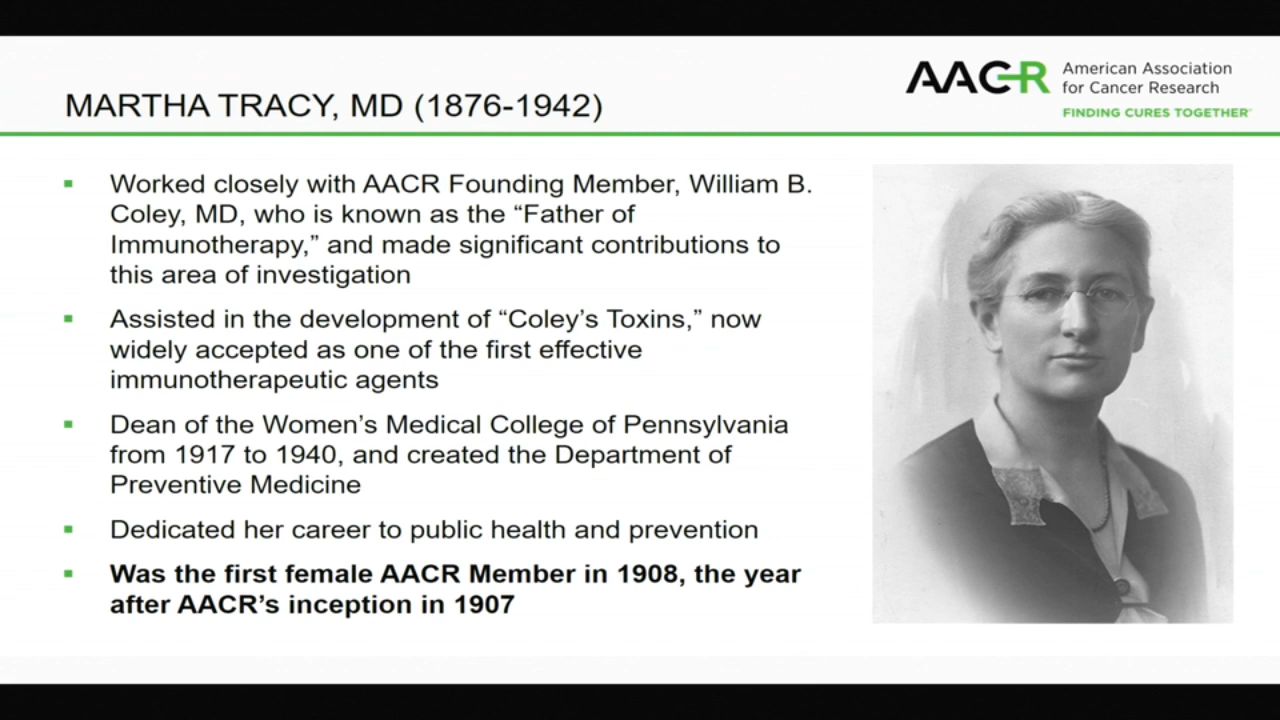 AACR American Association
for Cancer Research
FINDING CURES TOGETHER™
MARTHA TRACY, MD (1876-1942)
▪ Worked closely with AACR Founding Member, William B.
Coley, MD, who is known as the “Father of
Immunotherapy,” and made significant contributions to
this area of investigation
▪ Assisted in the development of “Coley’s Toxins,” now
widely accepted as one of the first effective
immunotherapeutic agents
▪ Dean of the Women’s Medical College of Pennsylvania
from 1917 to 1940, and created the Department of
Preventive Medicine
▪ Dedicated her career to public health and prevention
▪ Was the first female AACR Member in 1908, the year
after AACR’s inception in 1907